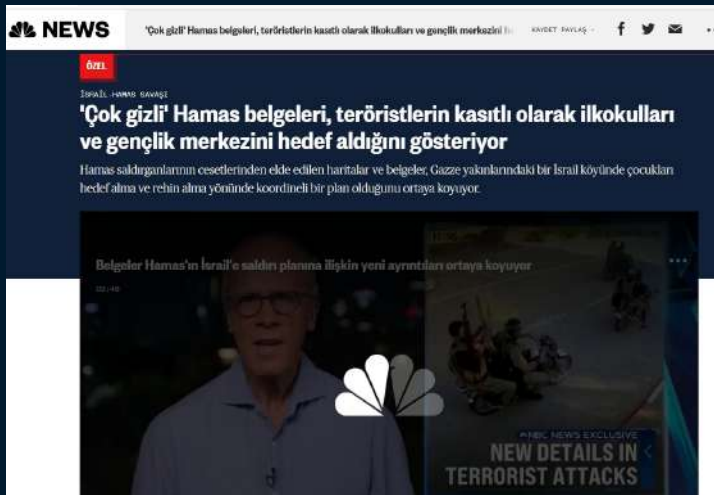 NEWS
'Çok gizli' Hamas belgeleri, teröristlerin kasıtlı olarak ilkokulları ve gençlik merkezini
KAYDET PAYLAŞ
ÖZEL
İSRAİL-HAMAS SAVAŞI
'Çok gizli' Hamas belgeleri, teröristlerin kasıtlı olarak ilkokulları
ve gençlik merkezini hedef aldığını gösteriyor
Hamas saldırganlarının cesetlerinden elde edilen haritalar ve belgeler, Gazze yakınlarındaki bir İsrail köyünde çocukları
hedef alma ve rehin alma yönünde koordineli bir plan olduğunu ortaya koyuyor.
Belgeler Hamas'ın İsrail'e saldırı planına ilişkin yeni ayrıntıları ortaya koyuyor
NBC NEWS EXCLUSIVE
NEW DETAILS IN
TERRORIST ATTACKS